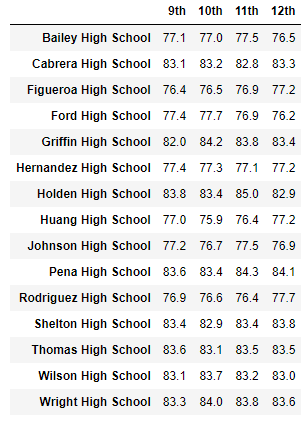 9th 10th 11th 12th
Bailey High School 77.1 77.0 77.5 76.5
Cabrera High School 83.1 83.2 82.8 83.3
Figueroa High School 76.4 76.5 76.9 77.2
Ford High School 77.4 77.7 76.9 76.2
Griffin High School 82.0 84.2 83.8 83.4
Hernandez High School 77.4 77.3 77.1 77.2
Holden High School 83.8 83.4 85.0 82.9
Huang High School 77.0 75.9 76.4 77.2
Johnson High School 77.2 76.7 77.5 76.9
Pena High School 83.6 83.4 84.3 84.1
Rodriguez High School 76.9 76.6 76.4 77.7
Shelton High School 83.4 82.9 83.4 83.8
Thomas High School 83.6 83.1 83.5 83.5
Wilson High School 83.1 83.7 83.2 83.0
Wright High School 83.3 84.0 83.8 83.6